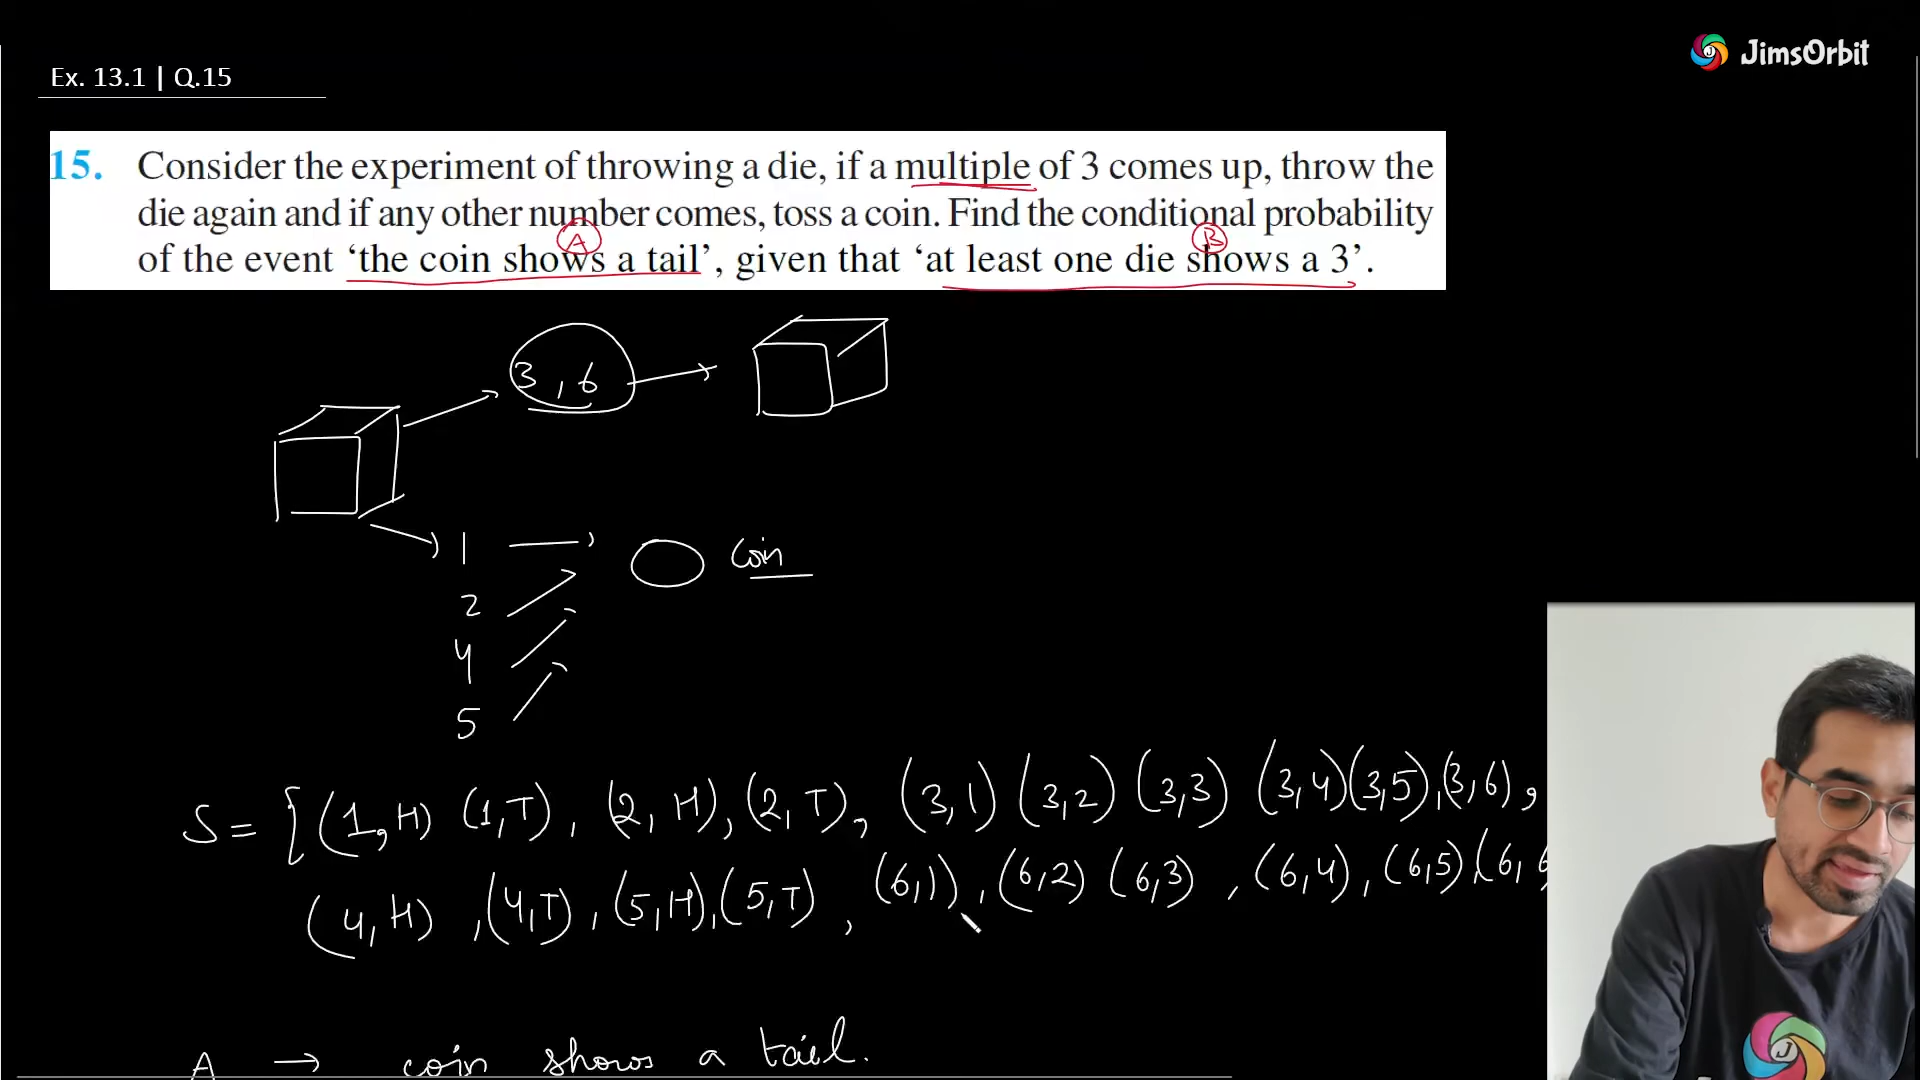 JimsOrbit
Ex. 13.1 | Q.15
15. Consider the experiment of throwing a die, if a multiple of 3 comes up, throw the
die again and if any other number comes, toss a coin. Find the conditional probability
A B
of the event ‘the coin shows a tail’, given that ‘at least one die shows a 3’.
3, 6
1 coin
2
4
5
S = { (1, H) (1, T), (2, H), (2, T), (3, 1) (3, 2) (3, 3) (3, 4) (3, 5), (3, 6),
(4, H), (4, T), (5, H), (5, T), (6, 1), (6, 2) (6, 3), (6, 4), (6, 5), (6, 6
A → coin shows a tail.